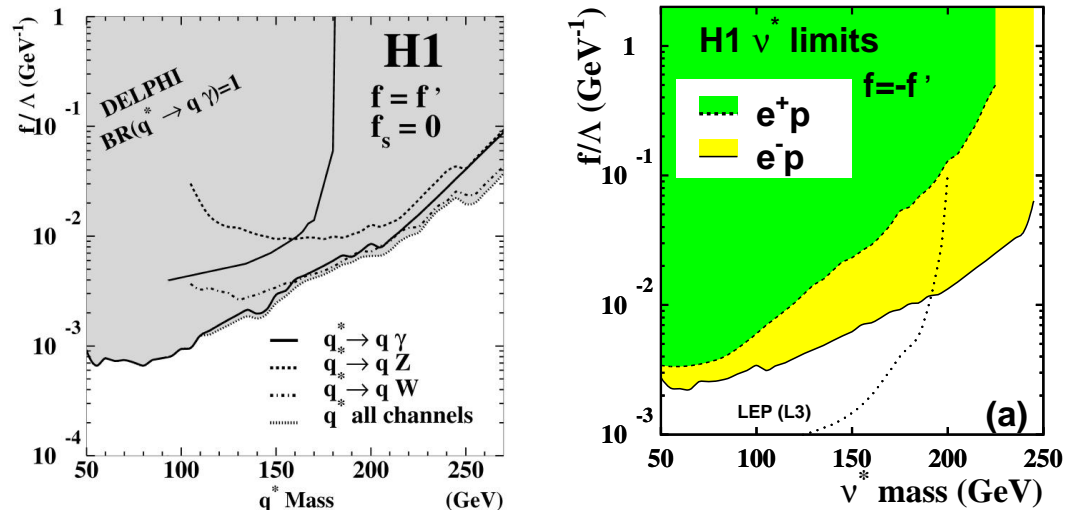 f/Λ (GeV⁻¹)
1
10⁻¹
10⁻²
10⁻³
10⁻⁴
DELPHI
BR(q* → q γ)=1
H1
f = f '
fₛ = 0
q* → q γ
q* → q Z
q* → q W
q* all channels
50 100 150 200 250
q* Mass (GeV)
f/Λ (GeV⁻¹)
1
10⁻¹
10⁻²
10⁻³
H1 ν* limits
f=-f '
e⁺p
e⁻p
LEP (L3)
(a)
50 100 150 200 250
ν* mass (GeV)